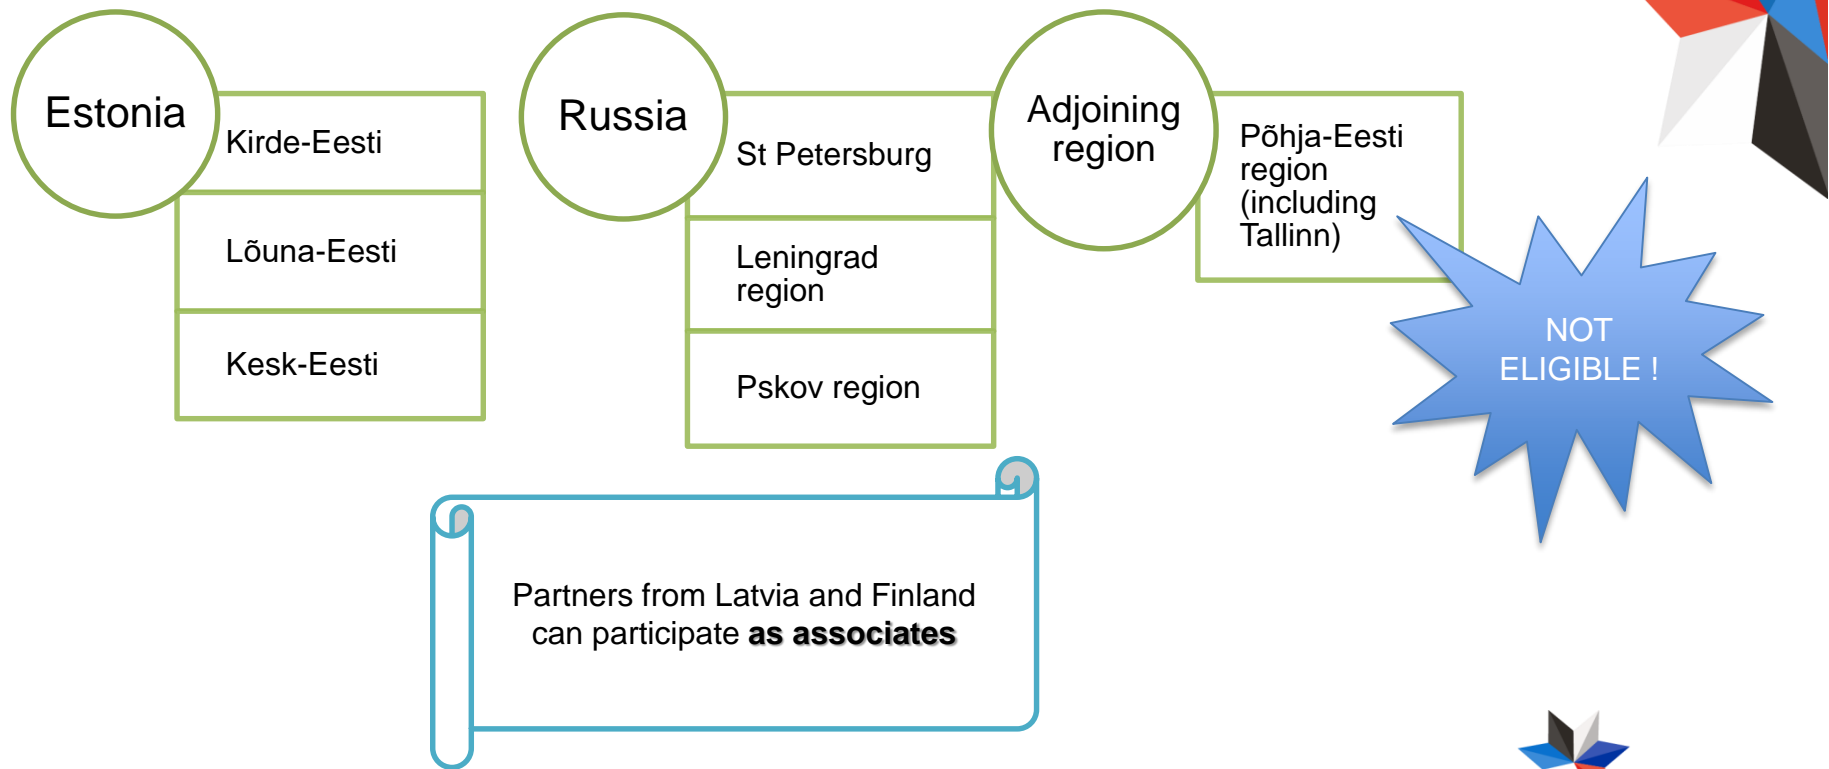 Estonia
Kirde-Eesti
Lõuna-Eesti
Kesk-Eesti
Russia
St Petersburg
Leningrad
region
Pskov region
Adjoining
region
Põhja-Eesti
region
(including
Tallinn)
NOT
ELIGIBLE !
Partners from Latvia and Finland
can participate as associates